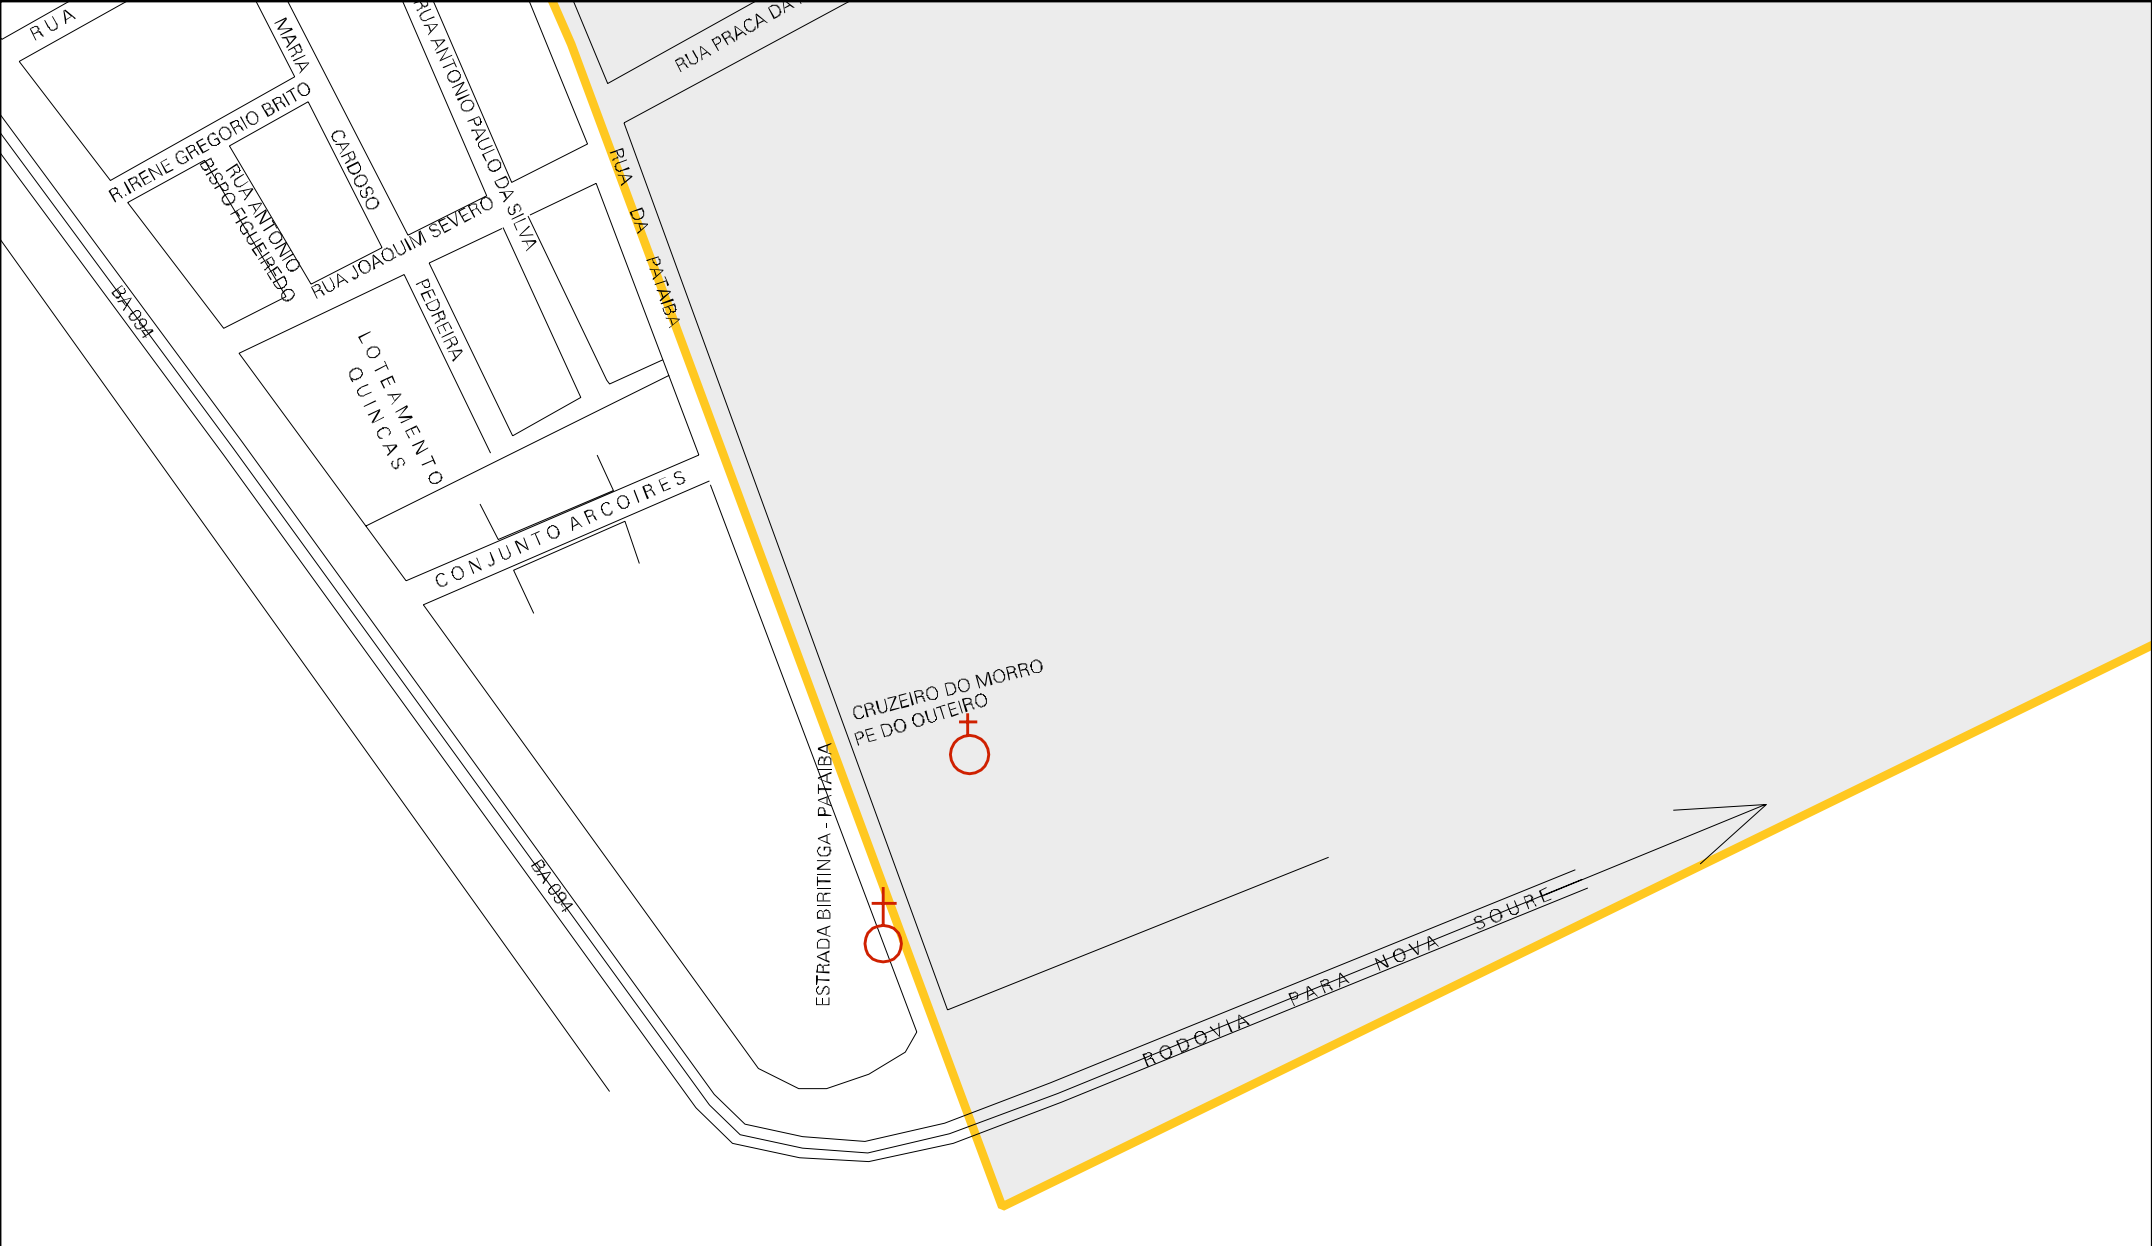 RUA
MARIA
CARDOSO
RUA ANTONIO PAULO DA SILVA
RUA PRACA DA
R.IRENE GREGORIO BRITO
RUA ANTONIO
BISPO FIGUEIREDO
RUA JOAQUIM SEVERO
RUA DA PATAIBA
BA 094
PEDREIRA
LOTEAMENTO
QUINCAS
CONJUNTO ARCOIRES
CRUZEIRO DO MORRO
PE DO OUTEIRO
ESTRADA BIRITINGA - PATAIBA
BA 094
RODOVIA PARA NOVA SOURE